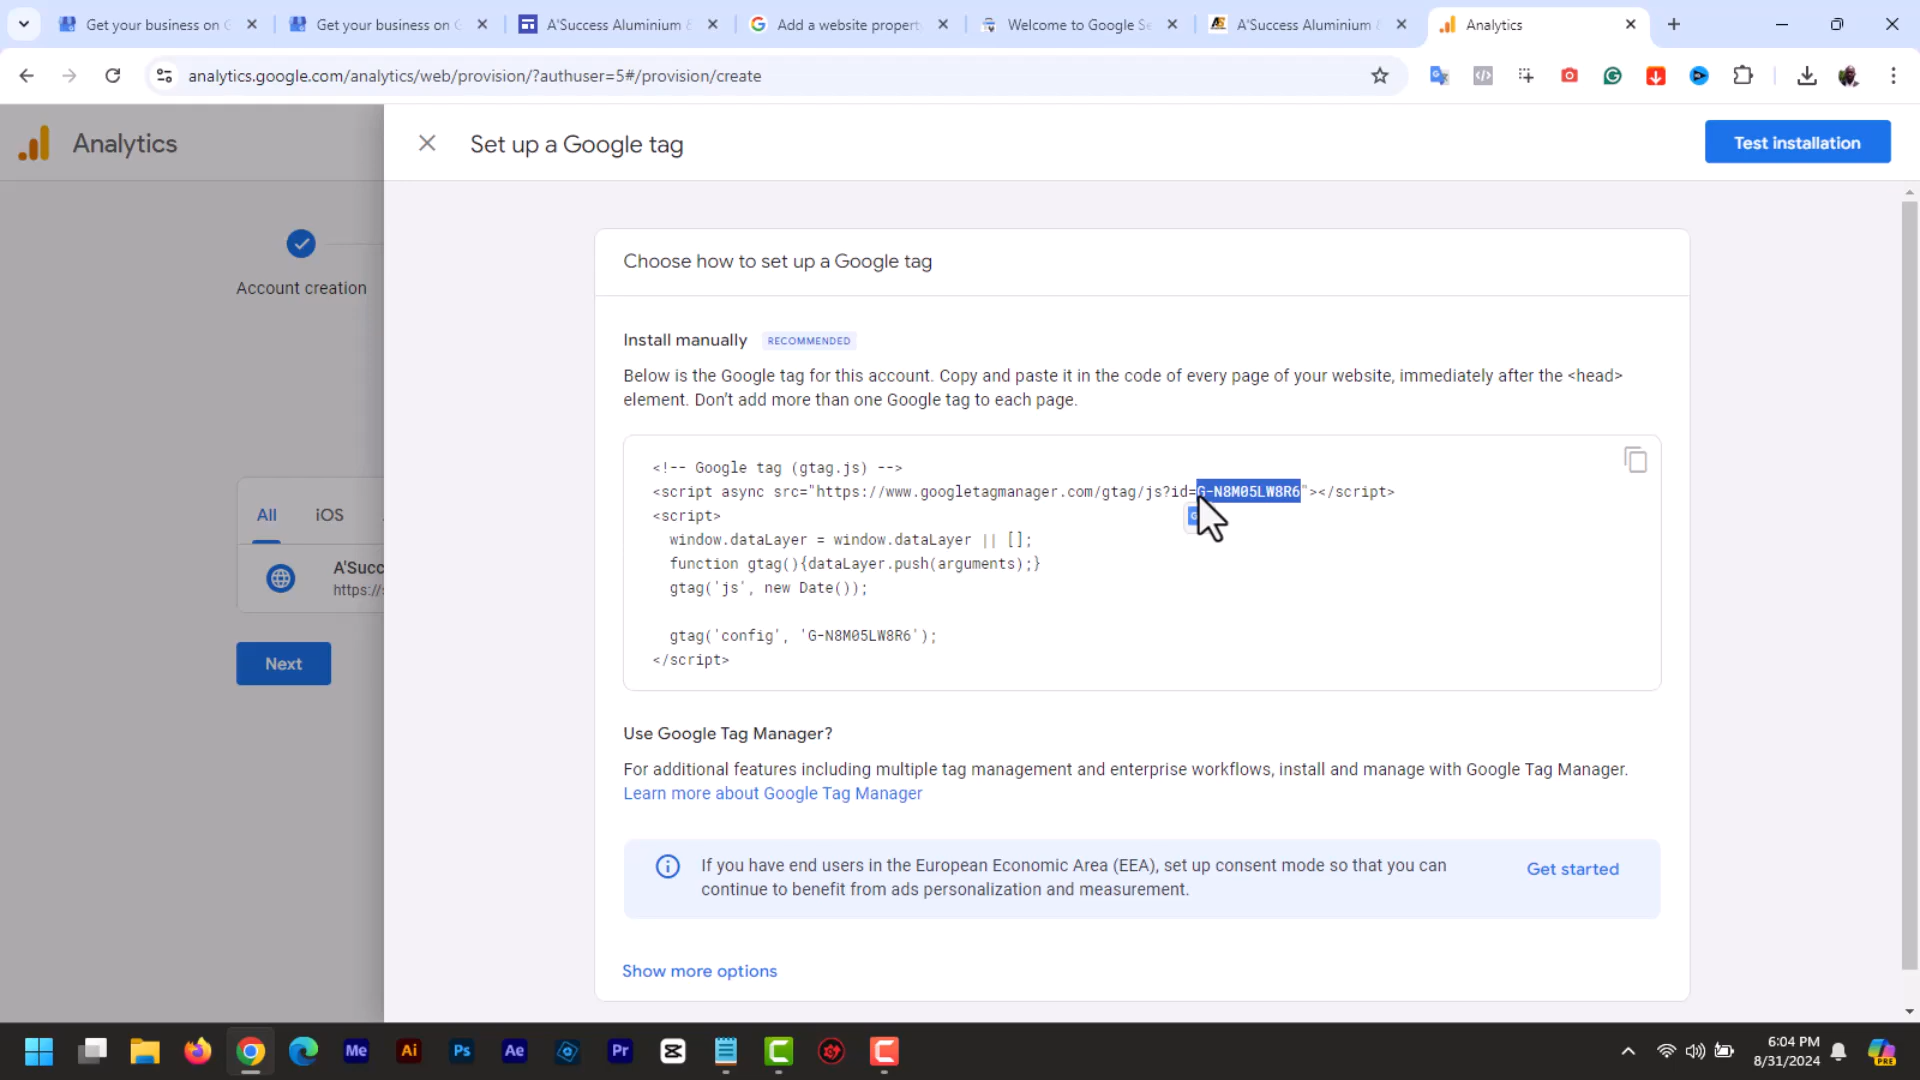 Get your business on G
Get your business on G
A'Success Aluminium &
Add a website property
Welcome to Google Se
A'Success Aluminium &
Analytics
analytics.google.com/analytics/web/provision/?authuser=5#/provision/create
Analytics
Set up a Google tag
Test installation
Account creation
Choose how to set up a Google tag
Install manually
RECOMMENDED
Below is the Google tag for this account. Copy and paste it in the code of every page of your website, immediately after the <head>
element. Don't add more than one Google tag to each page.
<!-- Google tag (gtag.js) -->
<script async src="https://www.googletagmanager.com/gtag/js?id=G-N8M05LW8R6"></script>
<script>
window.dataLayer = window.dataLayer || [];
function gtag(){dataLayer.push(arguments);}
gtag('js', new Date());
gtag('config', 'G-N8M05LW8R6');
</script>
All
iOS
A'Succ
https://
Next
Use Google Tag Manager?
For additional features including multiple tag management and enterprise workflows, install and manage with Google Tag Manager.
Learn more about Google Tag Manager
If you have end users in the European Economic Area (EEA), set up consent mode so that you can
continue to benefit from ads personalization and measurement.
Get started
Show more options
Me
Ai
Ps
Ae
Pr
6:04 PM
8/31/2024
PRE